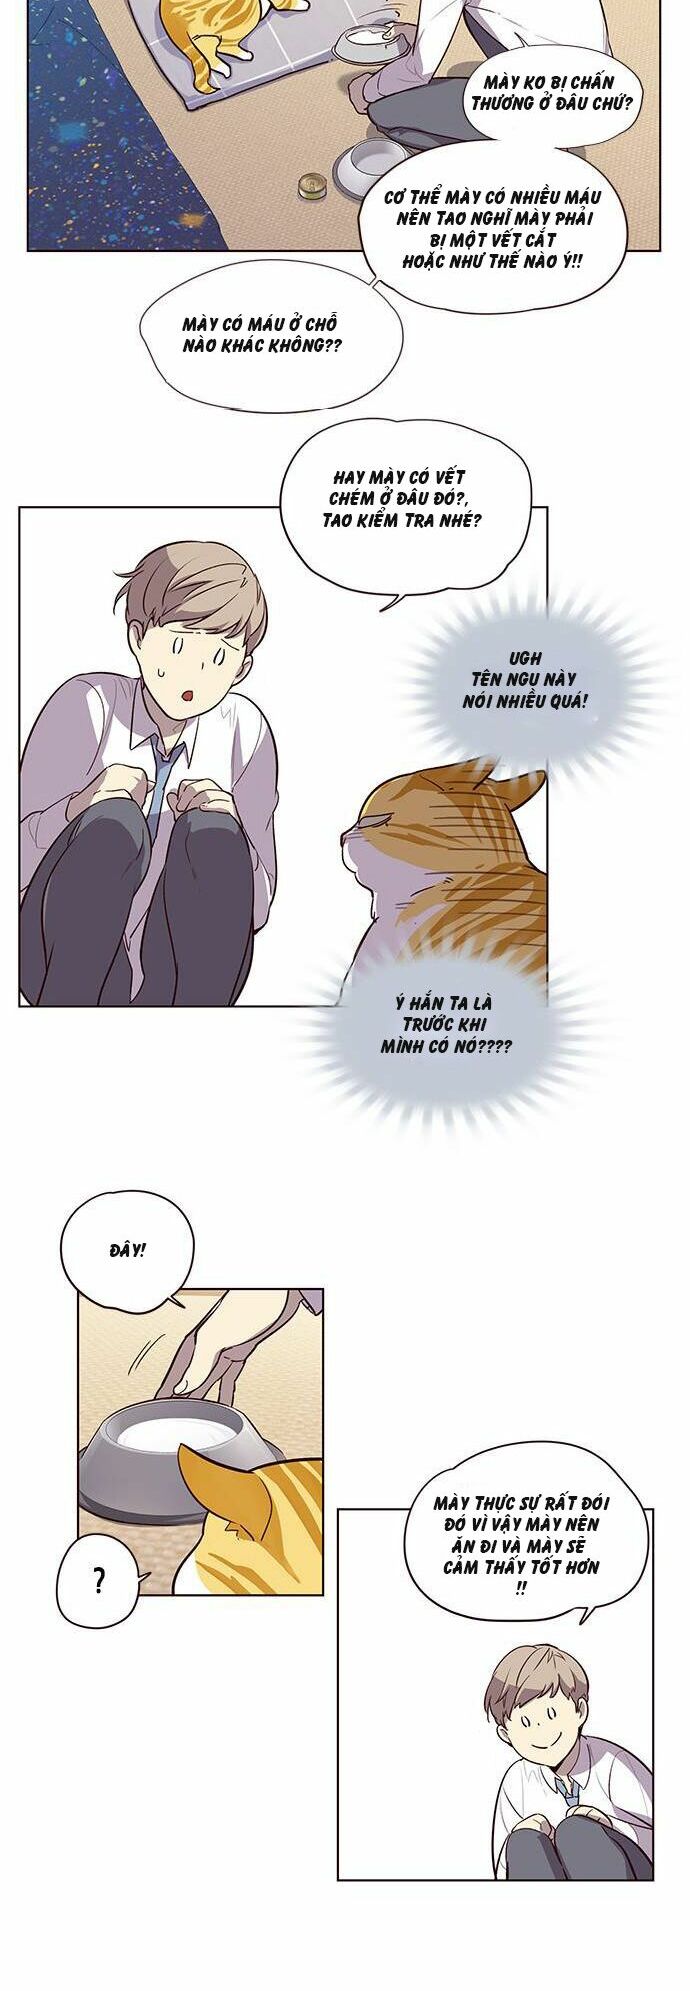 MÀY KO BỊ CHẤN
THƯƠNG Ở ĐÂU CHỨ?
CƠ THỂ MÀY CÓ NHIỀU MÁU
NÊN TAO NGHĨ MÀY PHẢI
BỊ MỘT VẾT CẮT
HOẶC NHƯ THẾ NÀO Ý!!
MÀY CÓ MÁU Ở CHỖ
NÀO KHÁC KHÔNG??
HAY MÀY CÓ VẾT
CHÉM Ở ĐÂU ĐÓ?,
TAO KIỂM TRA NHÉ?
UGH
TÊN NGU NÀY
NÓI NHIỀU QUÁ!
Ý HẮN TA LÀ
TRƯỚC KHI
MÌNH CÓ NÓ????
ĐÂY!
?
MÀY THỰC SỰ RẤT ĐÓI
ĐÓ VÌ VẬY MÀY NÊN
ĂN ĐI VÀ MÀY SẼ
CẢM THẤY TỐT HƠN
!!